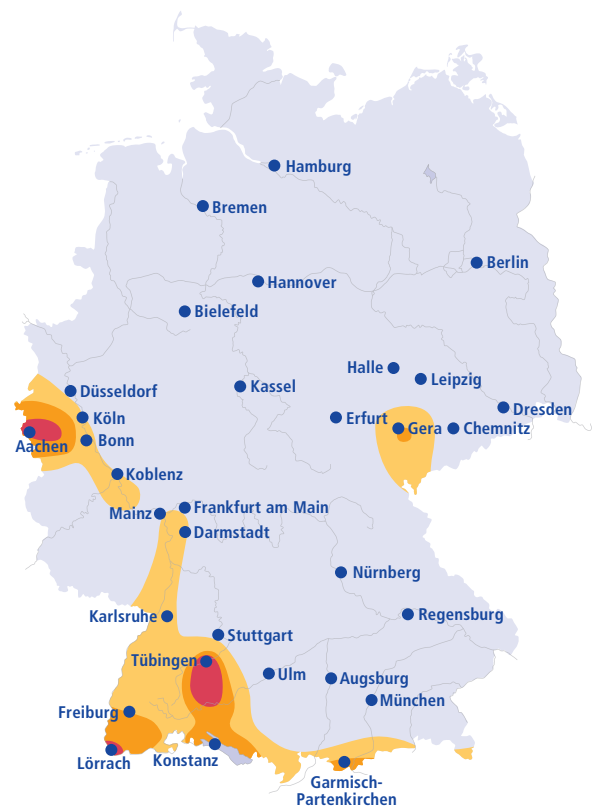 Hamburg
Bremen
Berlin
Hannover
Bielefeld
Halle
Leipzig
Kassel
Düsseldorf
Dresden
Köln
Erfurt
Gera
Chemnitz
Aachen
Bonn
Koblenz
Mainz
Frankfurt am Main
Darmstadt
Nürnberg
Karlsruhe
Regensburg
Stuttgart
Tübingen
Ulm
Augsburg
München
Freiburg
Lörrach
Konstanz
Garmisch-
Partenkirchen